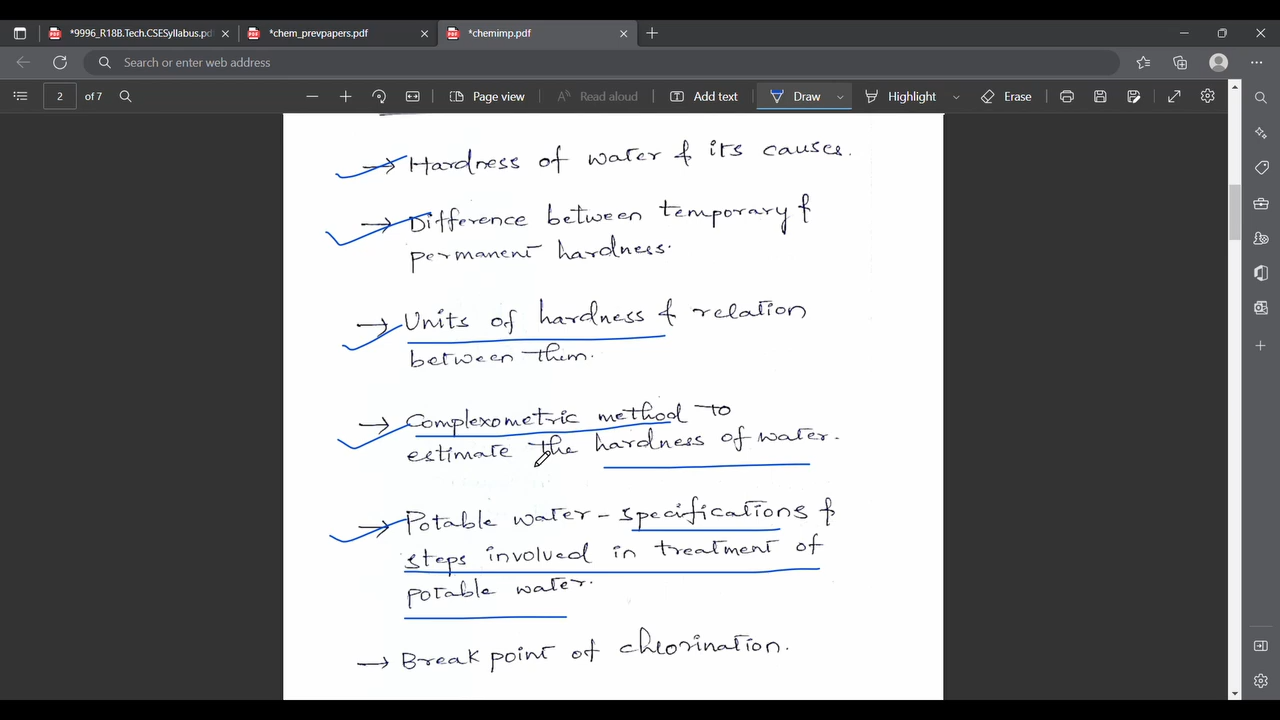 *9996_R18B.Tech.CSESyllabus.pd
*chem_prevpapers.pdf
*chemimp.pdf
Search or enter web address
2 of 7
Page view
Read aloud
Add text
Draw
Highlight
Erase
→ Hardness of water & its causes.
→ Difference between temporary &
permanent hardness.
→ Units of hardness & relation
between them.
→ Complexometric method to
estimate the hardness of water.
→ Potable water - specifications &
steps involved in treatment of
potable water.
→ Break point of chlorination.